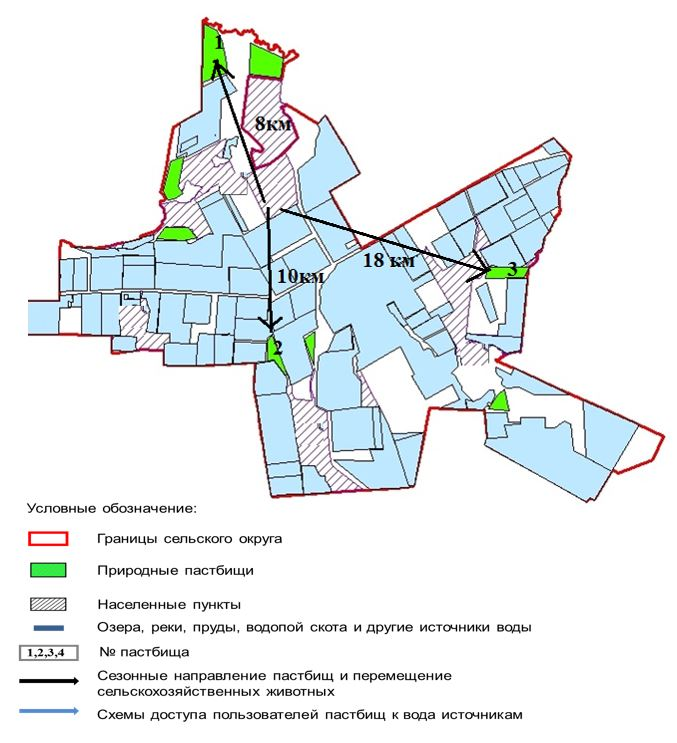 1
8км
18 км
3
10км
2
Условные обозначение:
Границы сельского округа
Природные пастбищи
Населенные пункты
Озера, реки, пруды, водопой скота и другие источники воды
1,2,3,4 № пастбища
Сезонные направление пастбищ и перемещение
сельскохозяйственных животных
Схемы доступа пользователей пастбищ к вода источникам